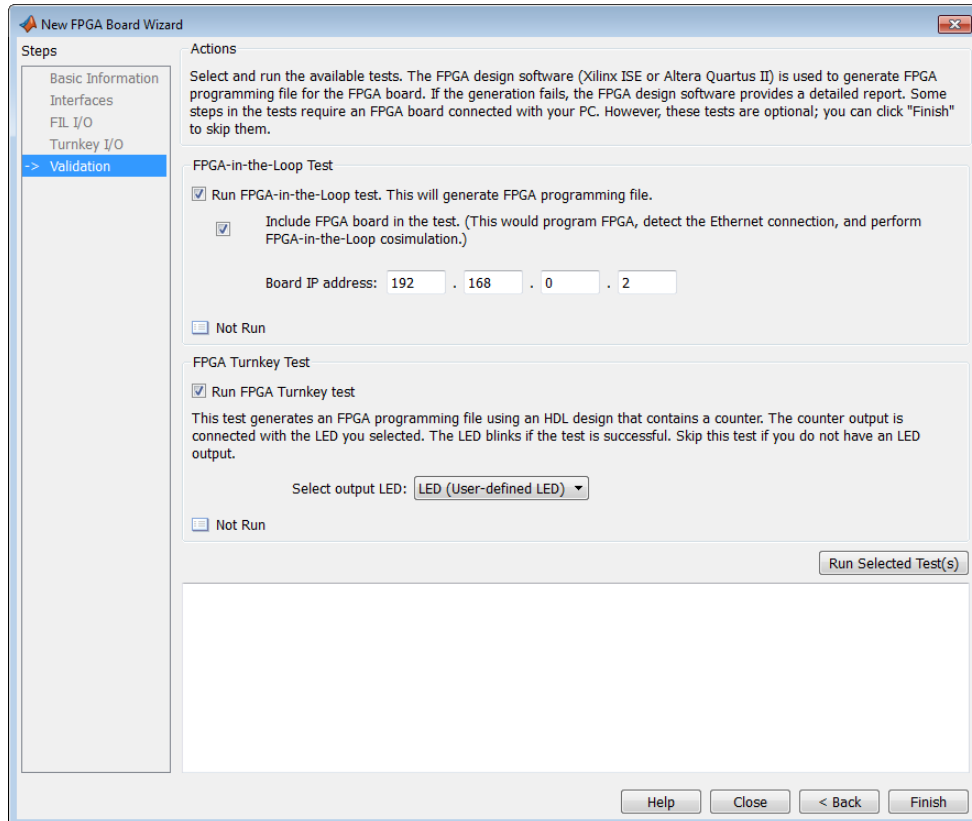 New FPGA Board Wizard
Steps
Basic Information
Interfaces
FIL I/O
Turnkey I/O
-> Validation
Actions
Select and run the available tests. The FPGA design software (Xilinx ISE or Altera Quartus II) is used to generate FPGA
programming file for the FPGA board. If the generation fails, the FPGA design software provides a detailed report. Some
steps in the tests require an FPGA board connected with your PC. However, these tests are optional; you can click "Finish"
to skip them.
FPGA-in-the-Loop Test
Run FPGA-in-the-Loop test. This will generate FPGA programming file.
Include FPGA board in the test. (This would program FPGA, detect the Ethernet connection, and perform
FPGA-in-the-Loop cosimulation.)
Board IP address: 192 . 168 . 0 . 2
Not Run
FPGA Turnkey Test
Run FPGA Turnkey test
This test generates an FPGA programming file using an HDL design that contains a counter. The counter output is
connected with the LED you selected. The LED blinks if the test is successful. Skip this test if you do not have an LED
output.
Select output LED: LED (User-defined LED)
Not Run
Run Selected Test(s)
Help Close < Back Finish